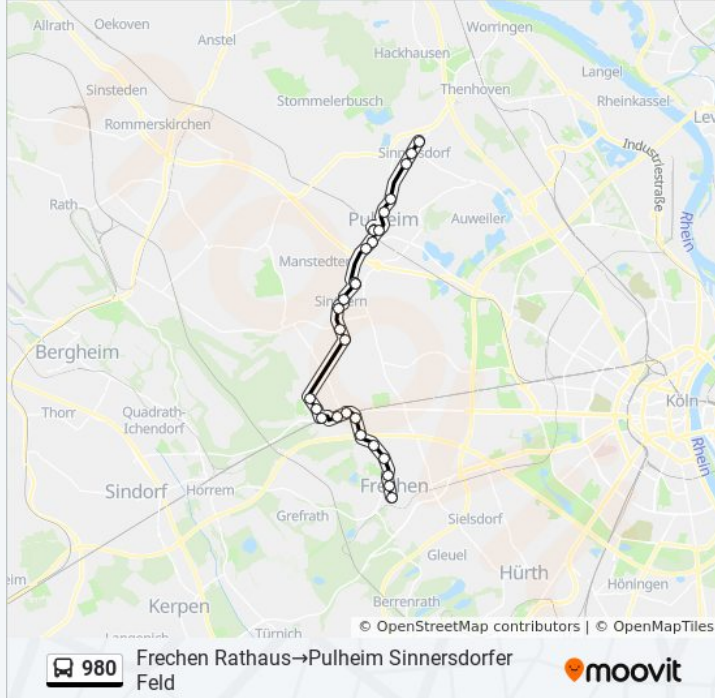 Allrath
Oekoven
Anstel
Worringen
Hackhausen
Langel
Sinsteden
Thenhoven
Stommelerbusch
Rheinkassel
Rommerskirchen
Lev
Industriestraße
Rath
Pulheim
Auweiler
Rhein
Manstedten
Bergheim
Köln
Thorr
Quadrath-
Ichendorf
Rhein
Sindorf
Horrem
Frechen
Grefrath
Sielsdorf
Gleuel
Hürth
eim
Höningen
Kerpen
Berrenrath
Türnich
© OpenStreetMap contributors | © OpenMapTiles
980
Frechen Rathaus→Pulheim Sinnersdorfer
Feld
moovit